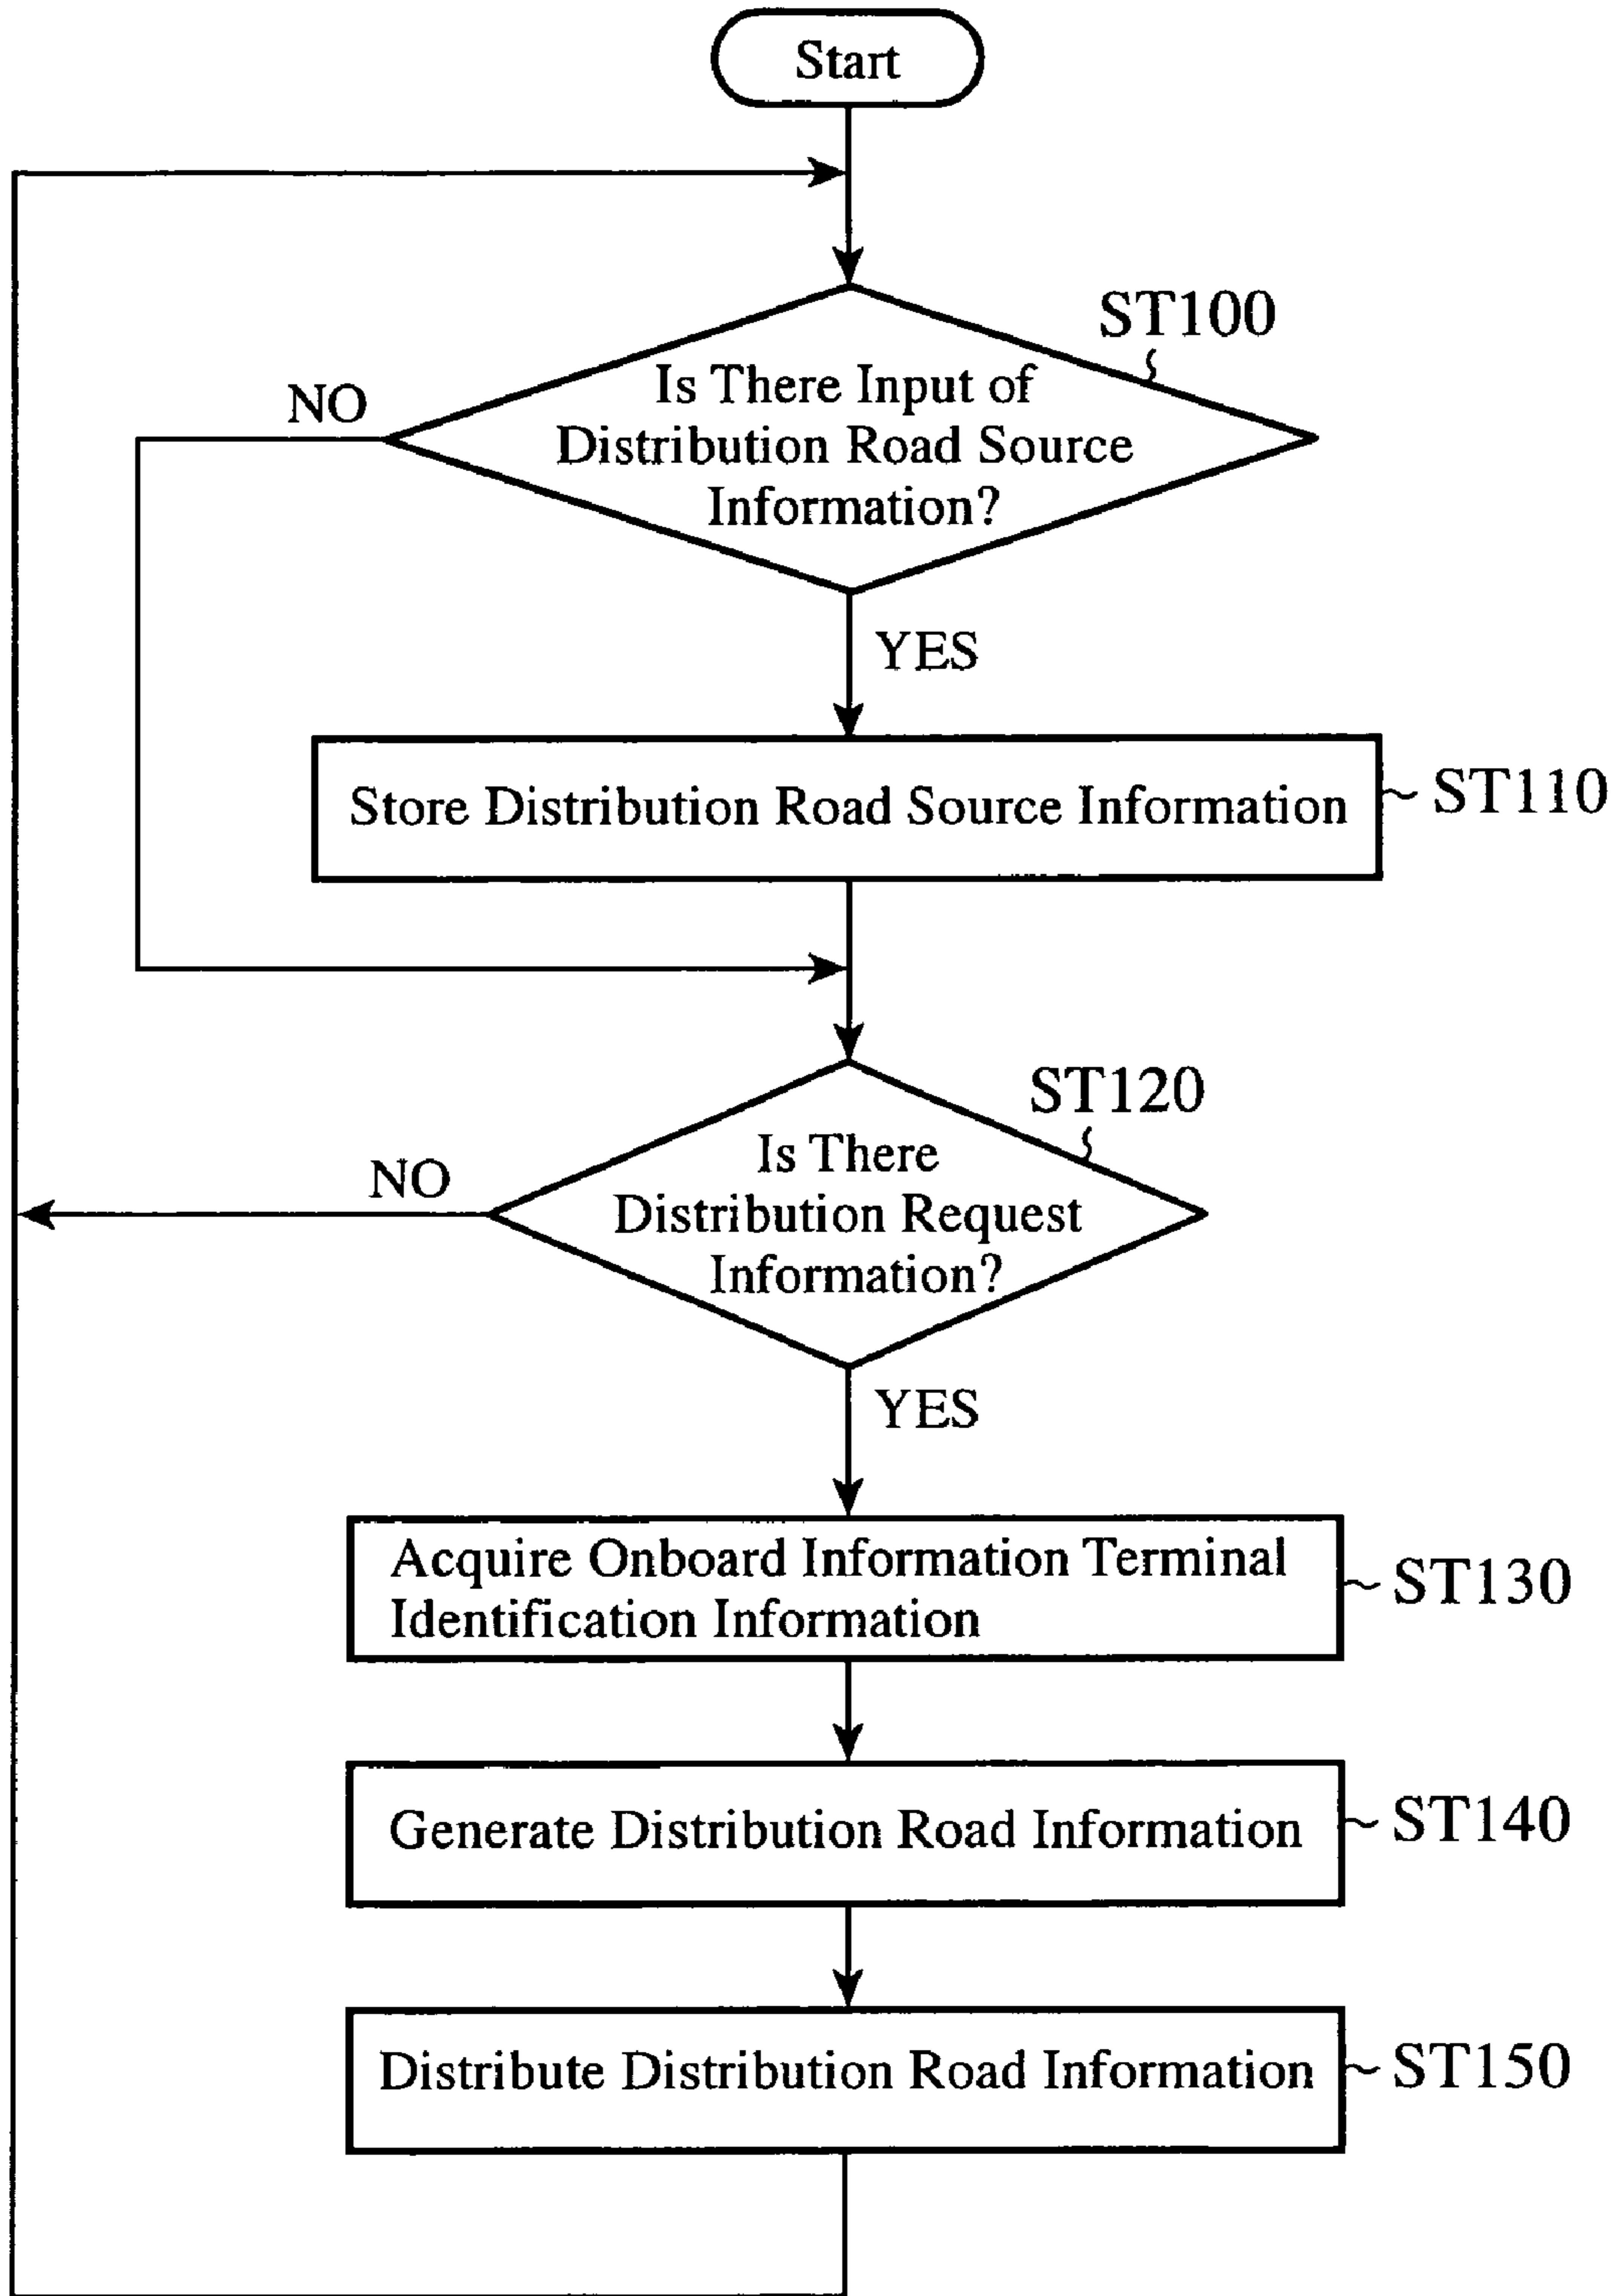 Start
ST100
Is There Input of
Distribution Road Source
Information?
NO
YES
Store Distribution Road Source Information
ST110
ST120
Is There
Distribution Request
Information?
NO
YES
Acquire Onboard Information Terminal
Identification Information
ST130
Generate Distribution Road Information
ST140
Distribute Distribution Road Information
ST150